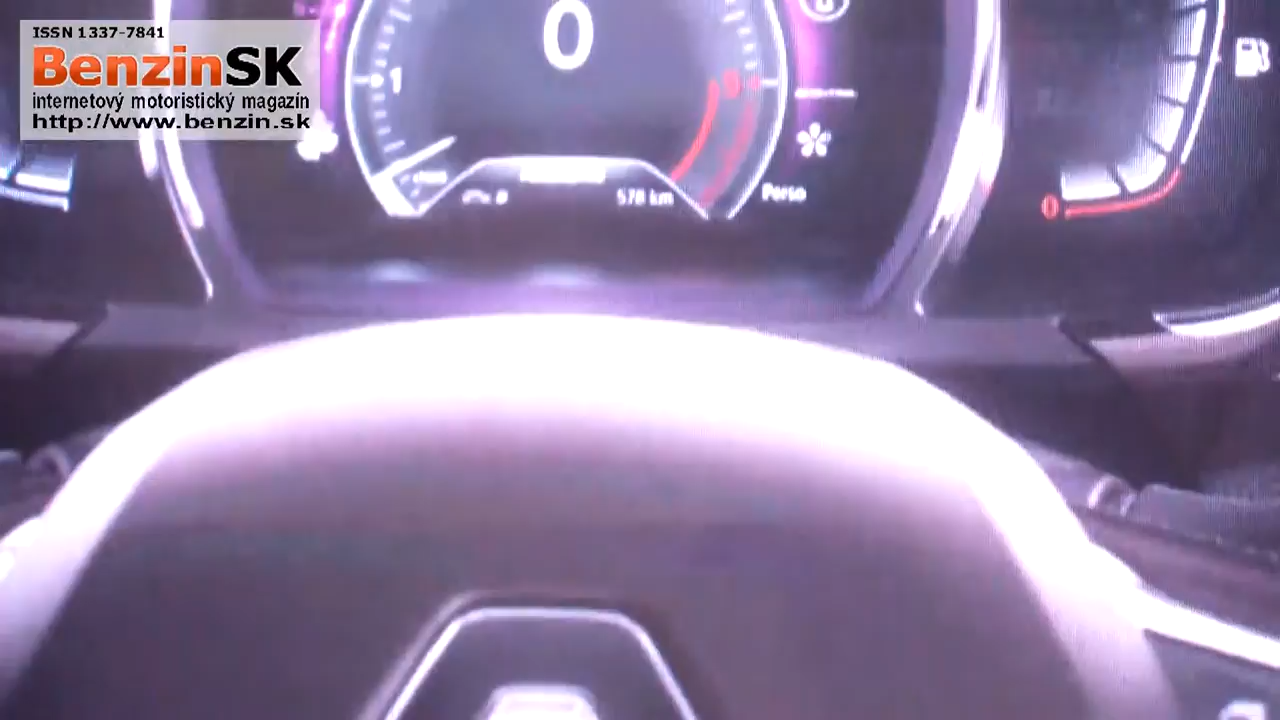 ISSN 1337-7841
BenzinSK
internetový motoristický magazín
http://www.benzin.sk
0
1
578 km
Perso
0